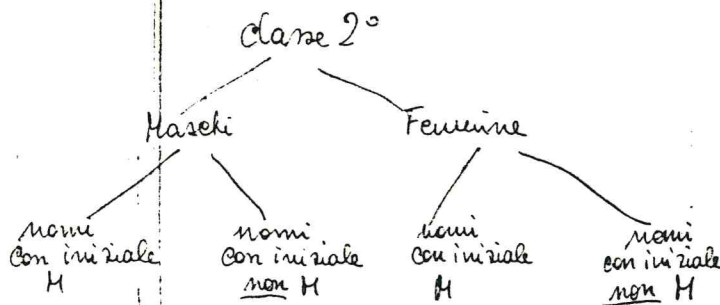 Classe 2°
Maschi Femmine
nomi con iniziale M
nomi con iniziale non M
nomi con iniziale M
nomi con iniziale non M